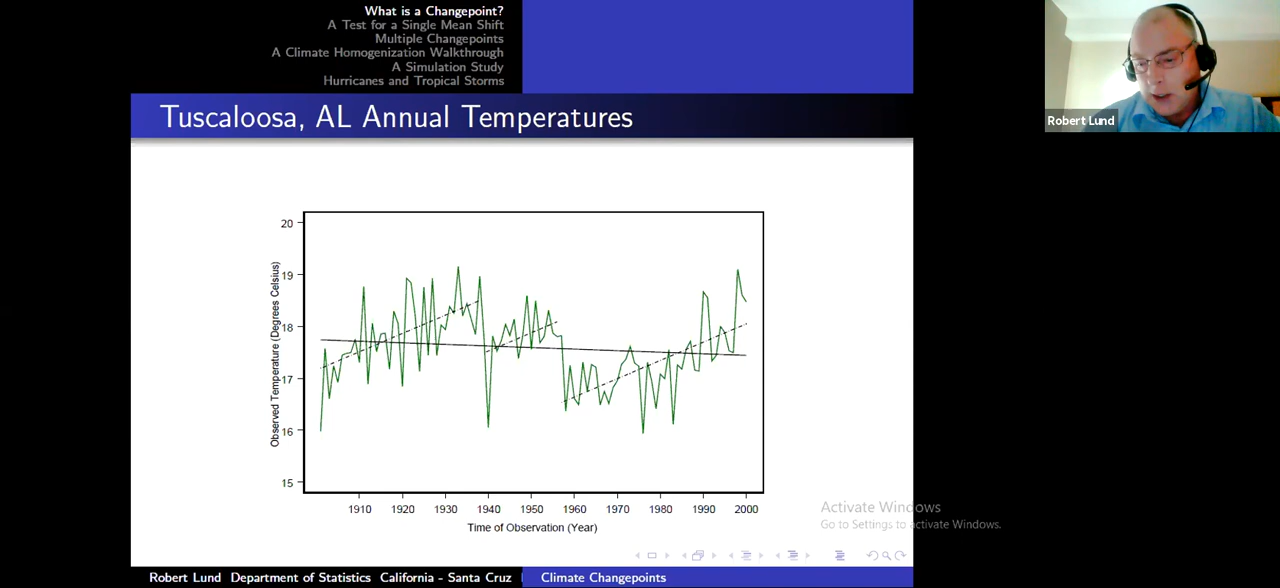 What is a Changepoint?
A Test for a Single Mean Shift
Multiple Changepoints
A Climate Homogenization Walkthrough
A Simulation Study
Hurricanes and Tropical Storms
Robert Lund
Tuscaloosa, AL Annual Temperatures
Observed Temperature (Degrees Celsius)
20
19
18
17
16
15
1910 1920 1930 1940 1950 1960 1970 1980 1990 2000
Time of Observation (Year)
Activate Windows
Go to Settings to activate Windows.
Robert Lund Department of Statistics California - Santa Cruz
Climate Changepoints